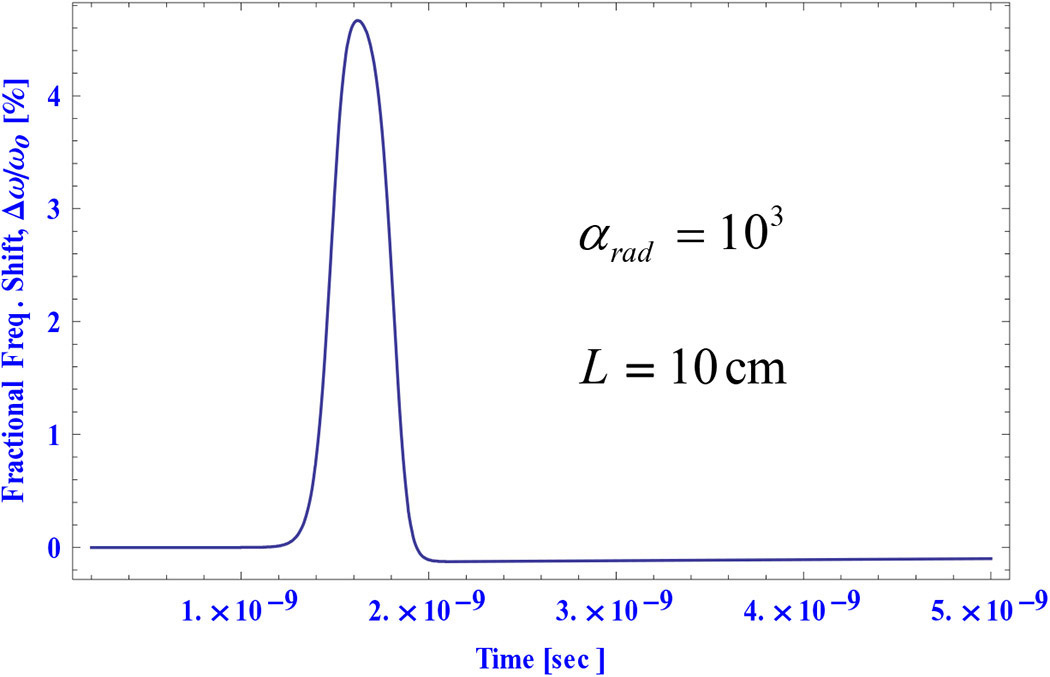 Fractional Freq. Shift, Δω/ω₀ [%]
4
3
2
1
0
α_rad = 10³
L = 10 cm
1.×10⁻⁹ 2.×10⁻⁹ 3.×10⁻⁹ 4.×10⁻⁹ 5.×10⁻⁹
Time [sec ]